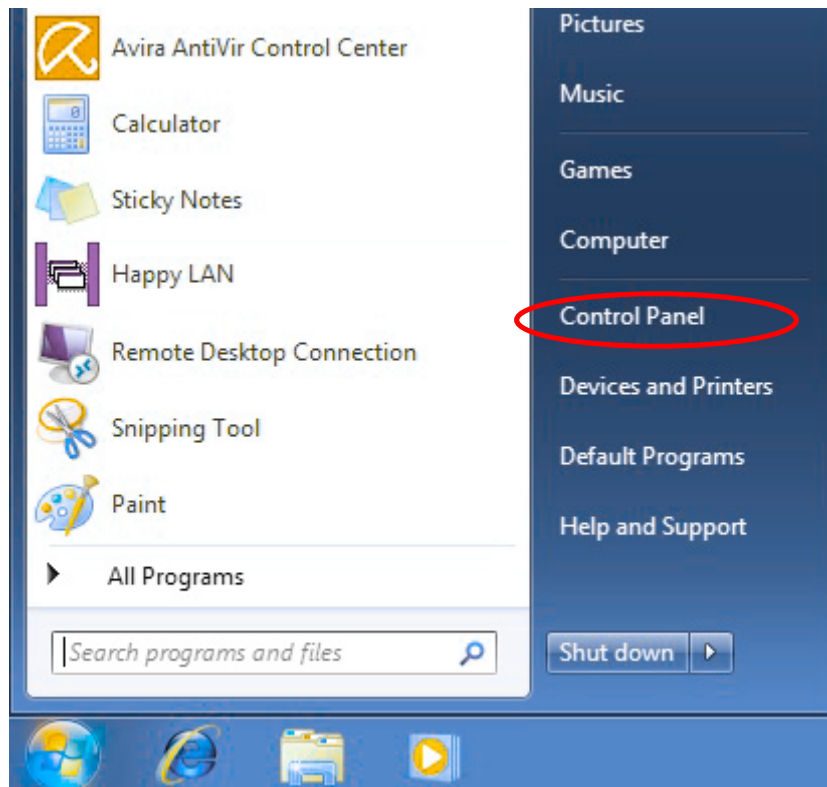 Avira AntiVir Control Center
Calculator
Sticky Notes
Happy LAN
Remote Desktop Connection
Snipping Tool
Paint
All Programs
Search programs and files
Pictures
Music
Games
Computer
Control Panel
Devices and Printers
Default Programs
Help and Support
Shut down